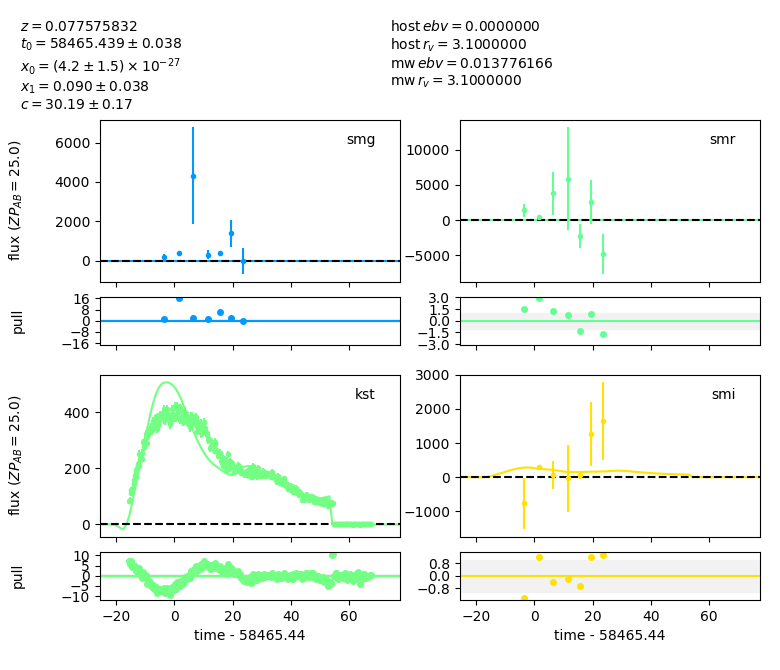 z = 0.077575832
t₀ = 58465.439 ± 0.038
x₀ = (4.2 ± 1.5) × 10⁻²⁷
x₁ = 0.090 ± 0.038
c = 30.19 ± 0.17
host ebv = 0.0000000
host r_v = 3.1000000
mw ebv = 0.013776166
mw r_v = 3.1000000
flux (ZP_AB = 25.0)
6000
4000
2000
0
smg
10000
5000
0
−5000
smr
pull
16
8
0
−8
−16
3.0
1.5
0.0
−1.5
−3.0
flux (ZP_AB = 25.0)
400
200
0
kst
3000
2000
1000
0
−1000
smi
pull
10
5
0
−5
−10
0.8
0.0
−0.8
−20 0 20 40 60
time - 58465.44
−20 0 20 40 60
time - 58465.44